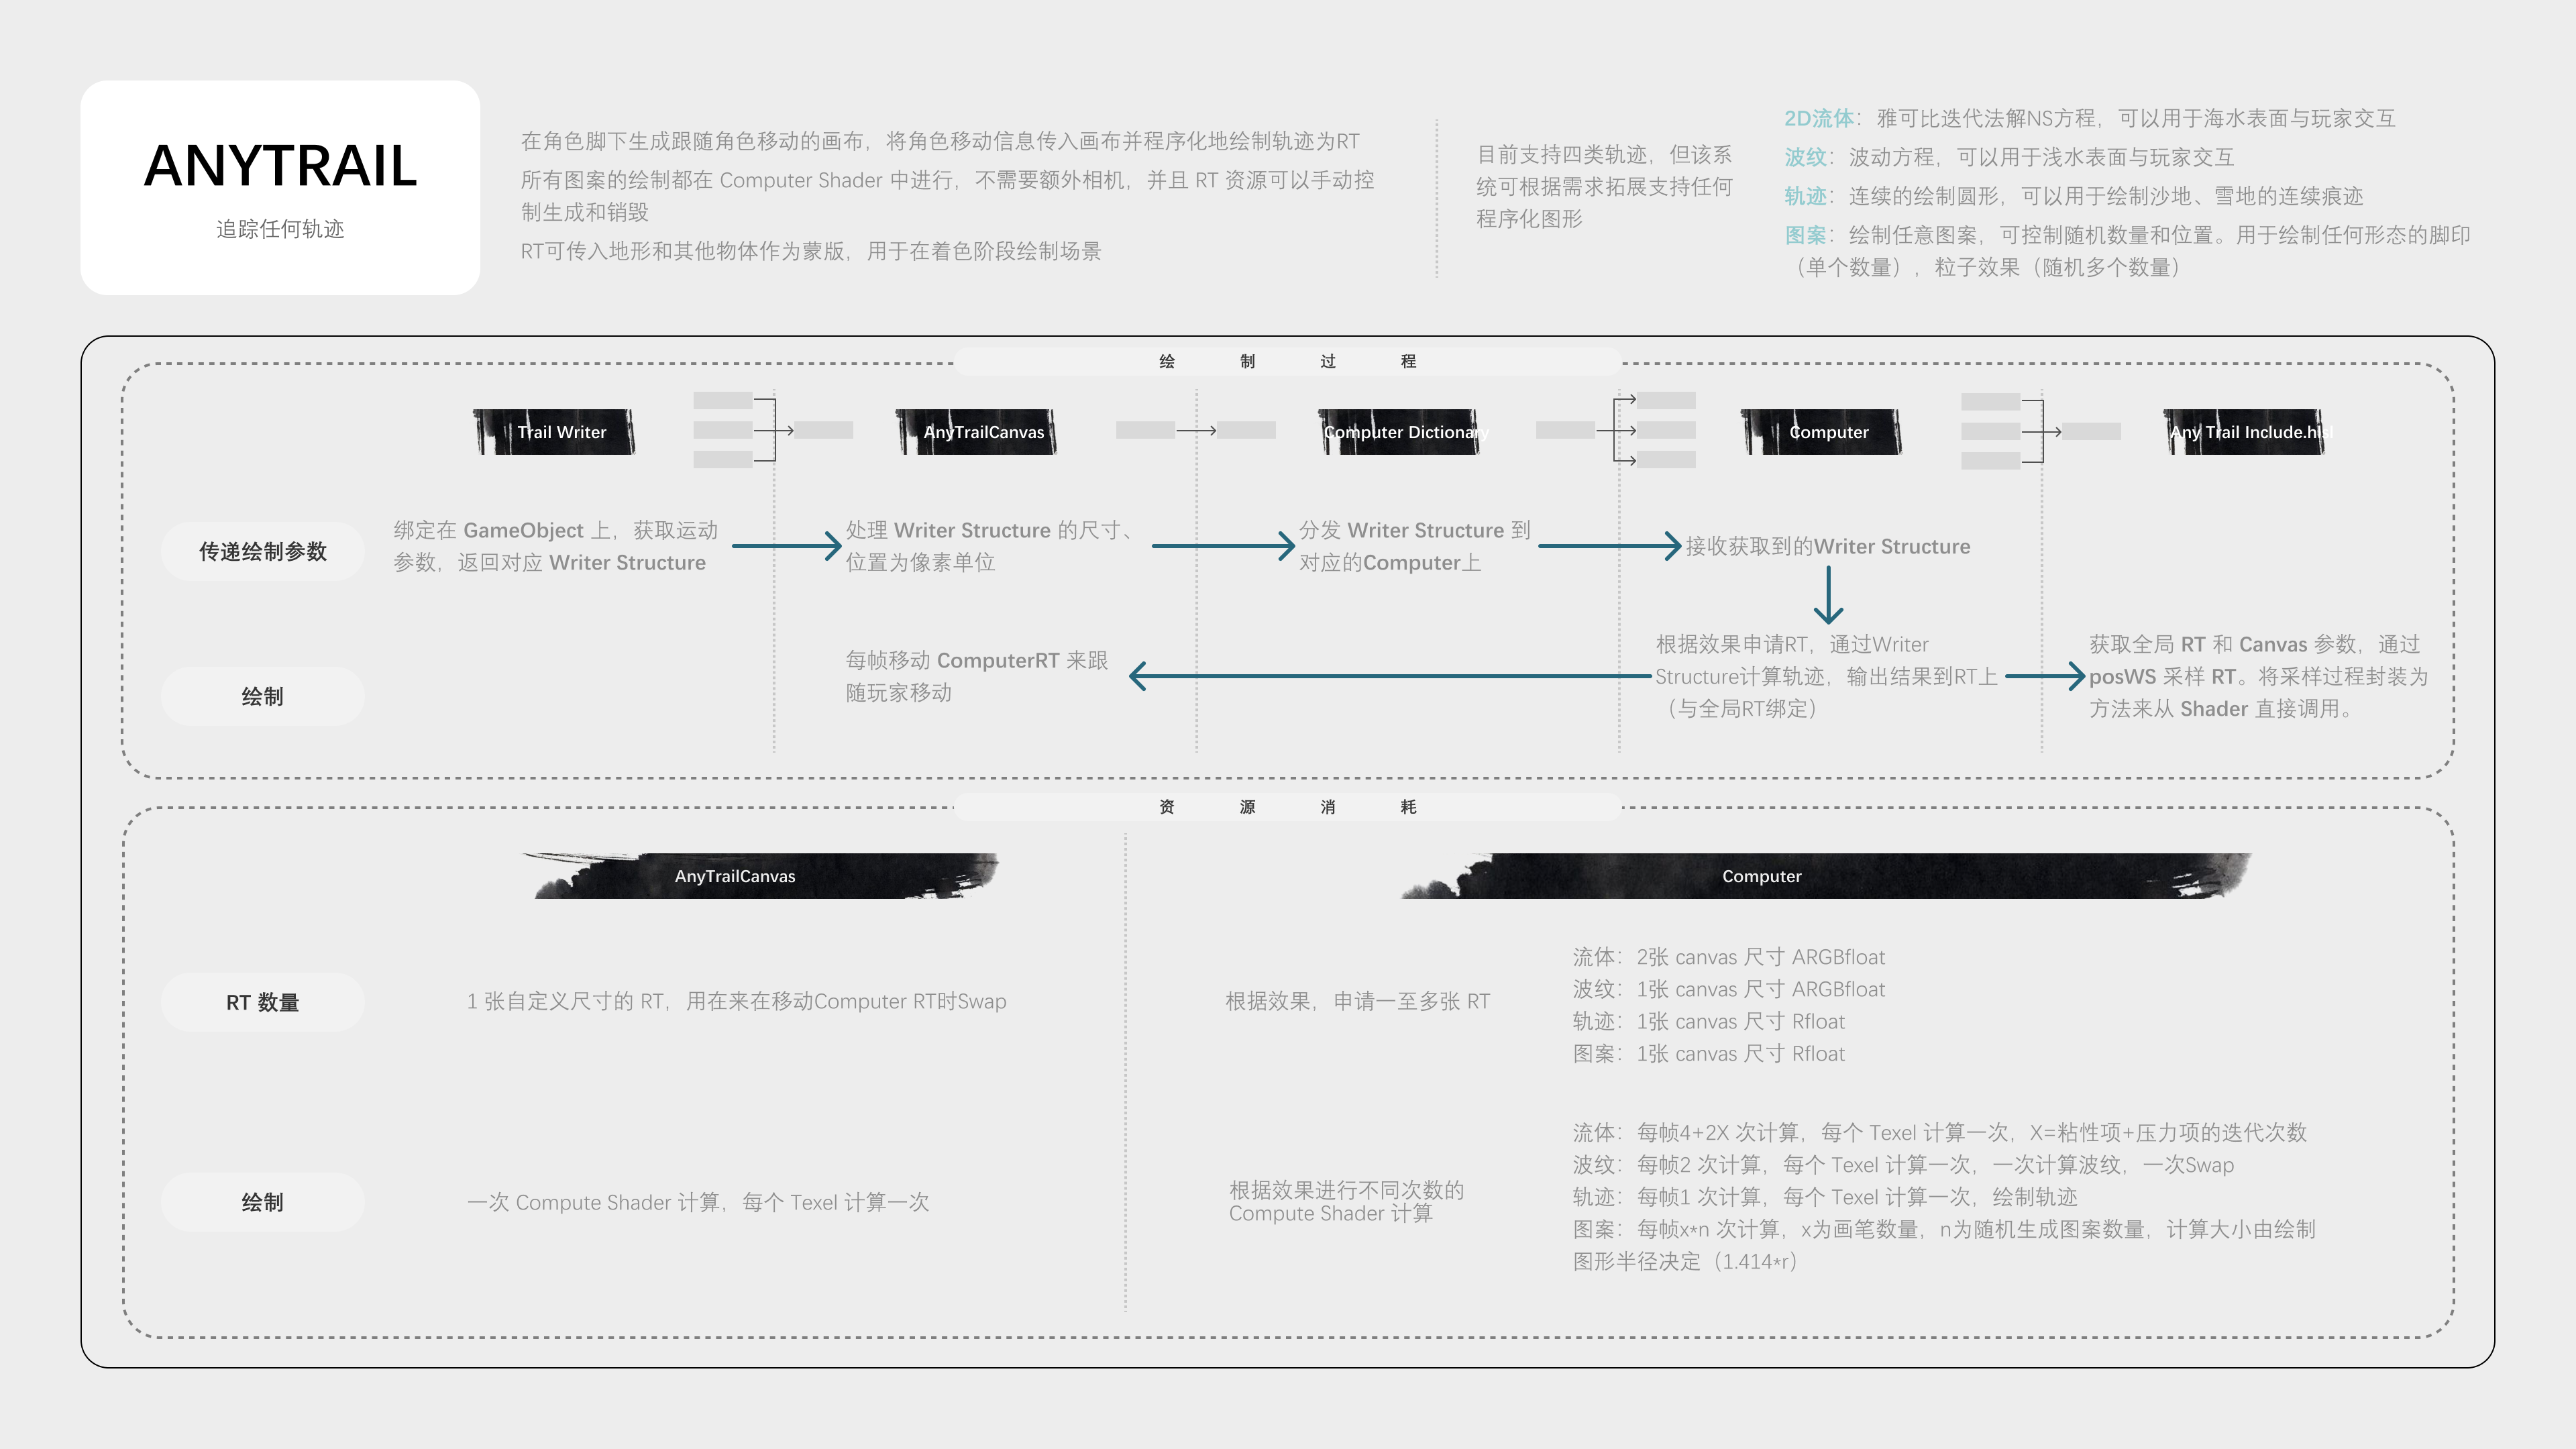 ANYTRAIL
追踪任何轨迹
在角色脚下生成跟随角色移动的画布，将角色移动信息传入画布并程序化地绘制轨迹为RT
所有图案的绘制都在 Computer Shader 中进行，不需要额外相机，并且 RT 资源可以手动控
制生成和销毁
RT可传入地形和其他物体作为蒙版，用于在着色阶段绘制场景
目前支持四类轨迹，但该系
统可根据需求拓展支持任何
程序化图形
2D流体：雅可比迭代法解NS方程，可以用于海水表面与玩家交互
波纹：波动方程，可以用于浅水表面与玩家交互
轨迹：连续的绘制圆形，可以用于绘制沙地、雪地的连续痕迹
图案：绘制任意图案，可控制随机数量和位置。用于绘制任何形态的脚印
（单个数量），粒子效果（随机多个数量）
绘制过程
Trail Writer
AnyTrailCanvas
Computer Dictionary
Computer
Any Trail Include.hlsl
传递绘制参数
绑定在 GameObject 上，获取运动
参数，返回对应 Writer Structure
处理 Writer Structure 的尺寸、
位置为像素单位
分发 Writer Structure 到
对应的Computer上
接收获取到的Writer Structure
绘制
每帧移动 ComputerRT 来跟
随玩家移动
根据效果申请RT，通过Writer
Structure计算轨迹，输出结果到RT上
（与全局RT绑定）
获取全局 RT 和 Canvas 参数，通过
posWS 采样 RT。将采样过程封装为
方法来从 Shader 直接调用。
资源消耗
AnyTrailCanvas
Computer
RT 数量
1 张自定义尺寸的 RT，用在来在移动Computer RT时Swap
根据效果，申请一至多张 RT
流体：2张 canvas 尺寸 ARGBfloat
波纹：1张 canvas 尺寸 ARGBfloat
轨迹：1张 canvas 尺寸 Rfloat
图案：1张 canvas 尺寸 Rfloat
绘制
一次 Compute Shader 计算，每个 Texel 计算一次
根据效果进行不同次数的
Compute Shader 计算
流体：每帧4+2X 次计算，每个 Texel 计算一次，X=粘性项+压力项的迭代次数
波纹：每帧2 次计算，每个 Texel 计算一次，一次计算波纹，一次Swap
轨迹：每帧1 次计算，每个 Texel 计算一次，绘制轨迹
图案：每帧x*n 次计算，x为画笔数量，n为随机生成图案数量，计算大小由绘制
图形半径决定（1.414*r）